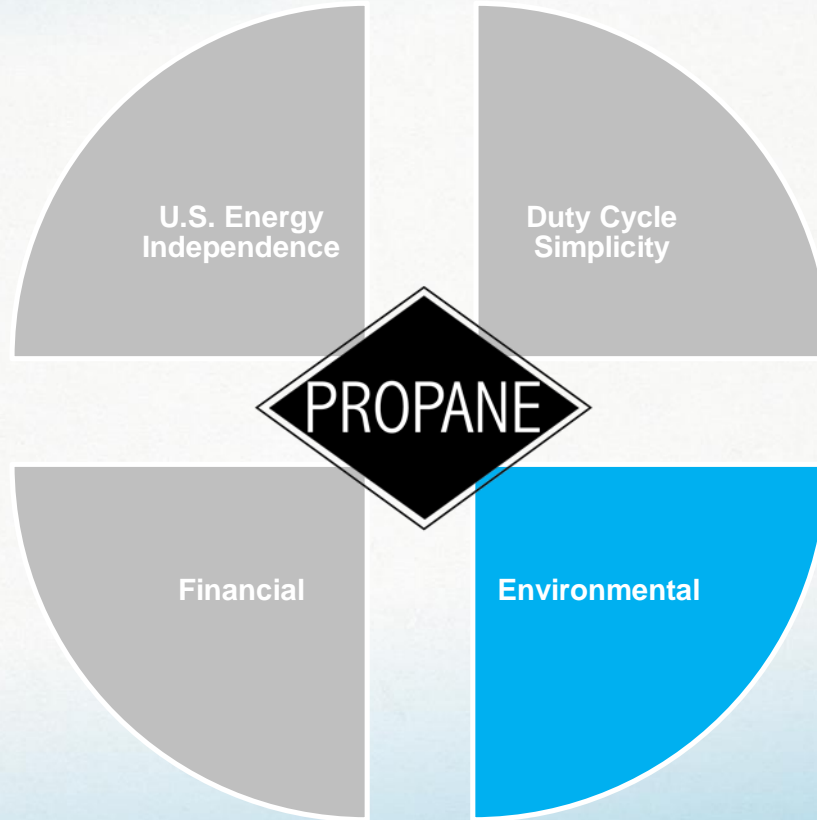 U.S. Energy
Independence
Duty Cycle
Simplicity
PROPANE
Financial
Environmental